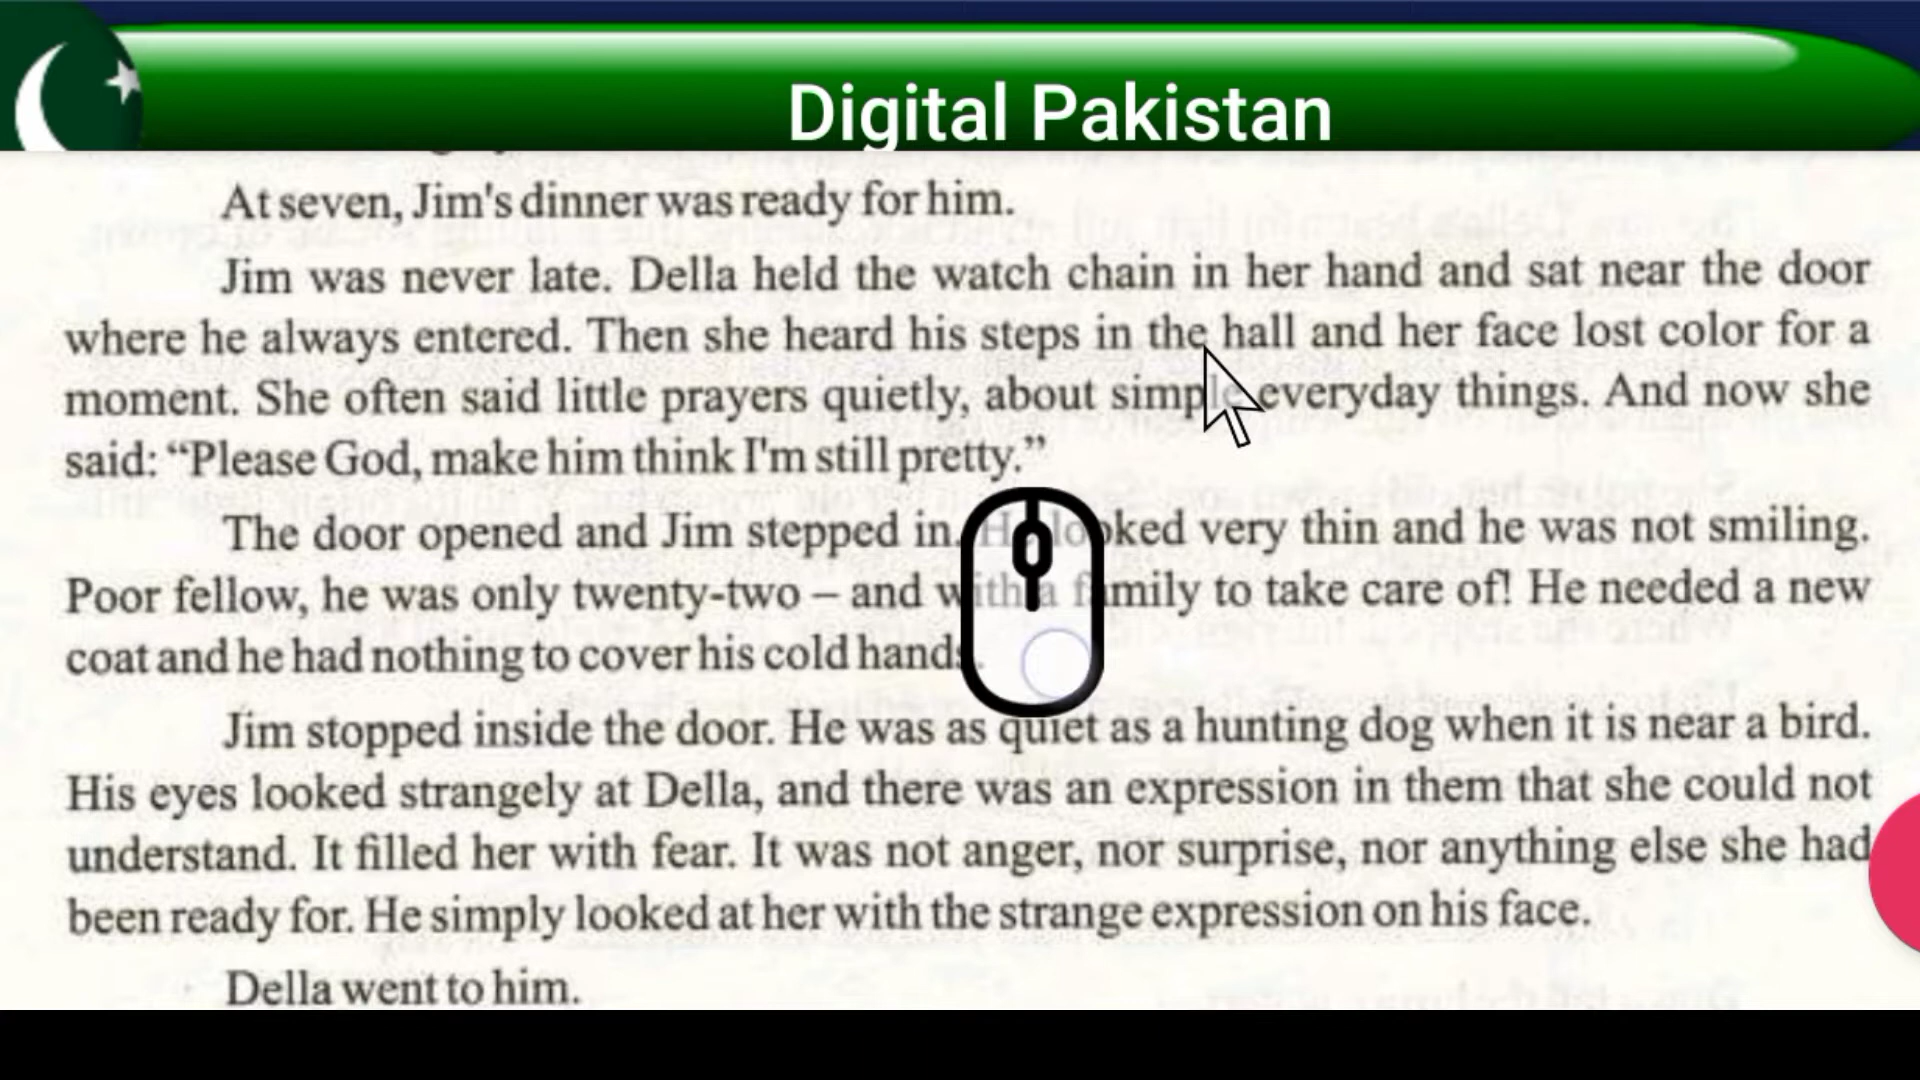 Digital Pakistan
At seven, Jim's dinner was ready for him.
Jim was never late. Della held the watch chain in her hand and sat near the door
where he always entered. Then she heard his steps in the hall and her face lost color for a
moment. She often said little prayers quietly, about simple everyday things. And now she
said: “Please God, make him think I'm still pretty.”
The door opened and Jim stepped in. He looked very thin and he was not smiling.
Poor fellow, he was only twenty-two – and with a family to take care of! He needed a new
coat and he had nothing to cover his cold hands.
Jim stopped inside the door. He was as quiet as a hunting dog when it is near a bird.
His eyes looked strangely at Della, and there was an expression in them that she could not
understand. It filled her with fear. It was not anger, nor surprise, nor anything else she had
been ready for. He simply looked at her with the strange expression on his face.
Della went to him.